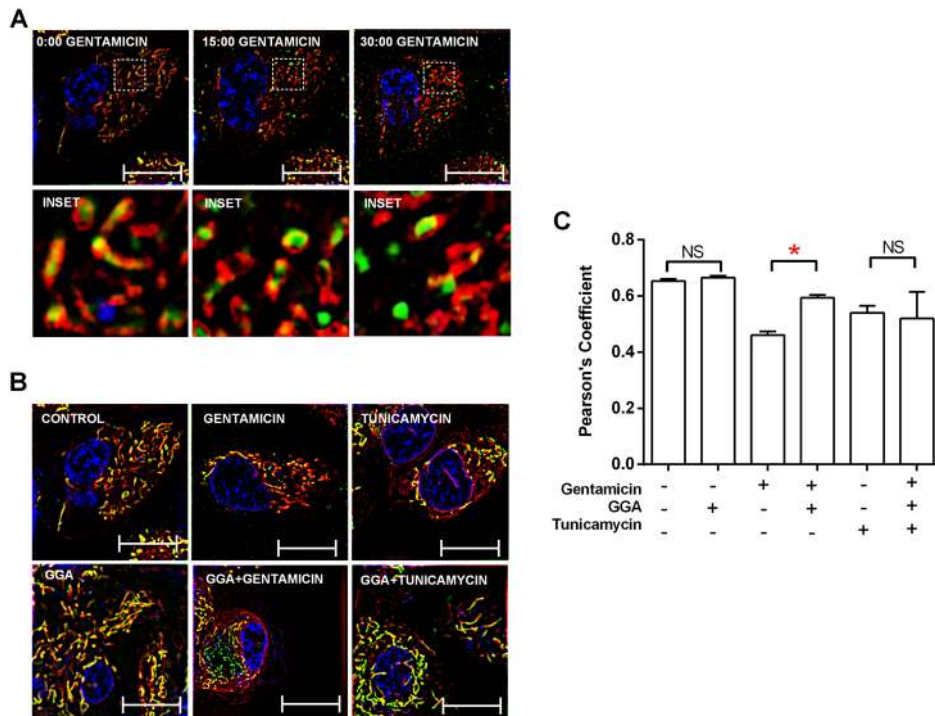 A
0:00 GENTAMICIN
15:00 GENTAMICIN
30:00 GENTAMICIN
INSET
INSET
INSET
B
CONTROL
GENTAMICIN
TUNICAMYCIN
GGA
GGA+GENTAMICIN
GGA+TUNICAMYCIN
C
Pearson's Coefficient
0.8
0.6
0.4
0.2
0.0
NS
*
NS
Gentamicin - - + + - +
GGA - + - + - +
Tunicamycin - - - - + +